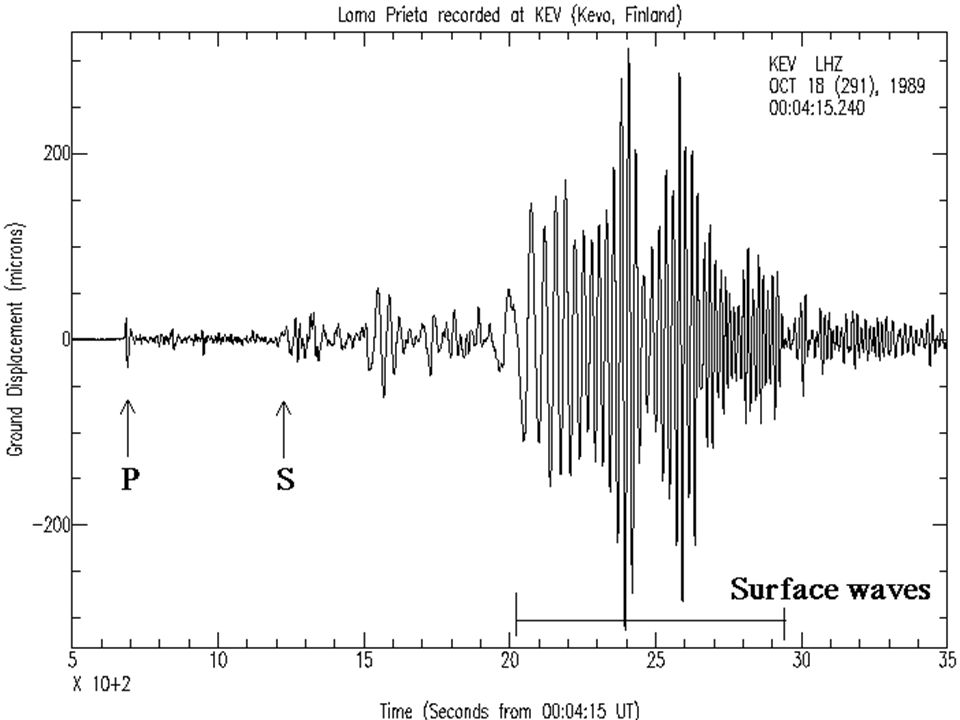 Loma Prieta recorded at KEV (Kevo, Finland)
KEV LHZ
OCT 18 (291), 1989
00:04:15.240
Ground Displacement (microns)
200
0
-200
P
S
Surface waves
5 10 15 20 25 30 35
X 10+2
Time (Seconds from 00:04:15 UT)